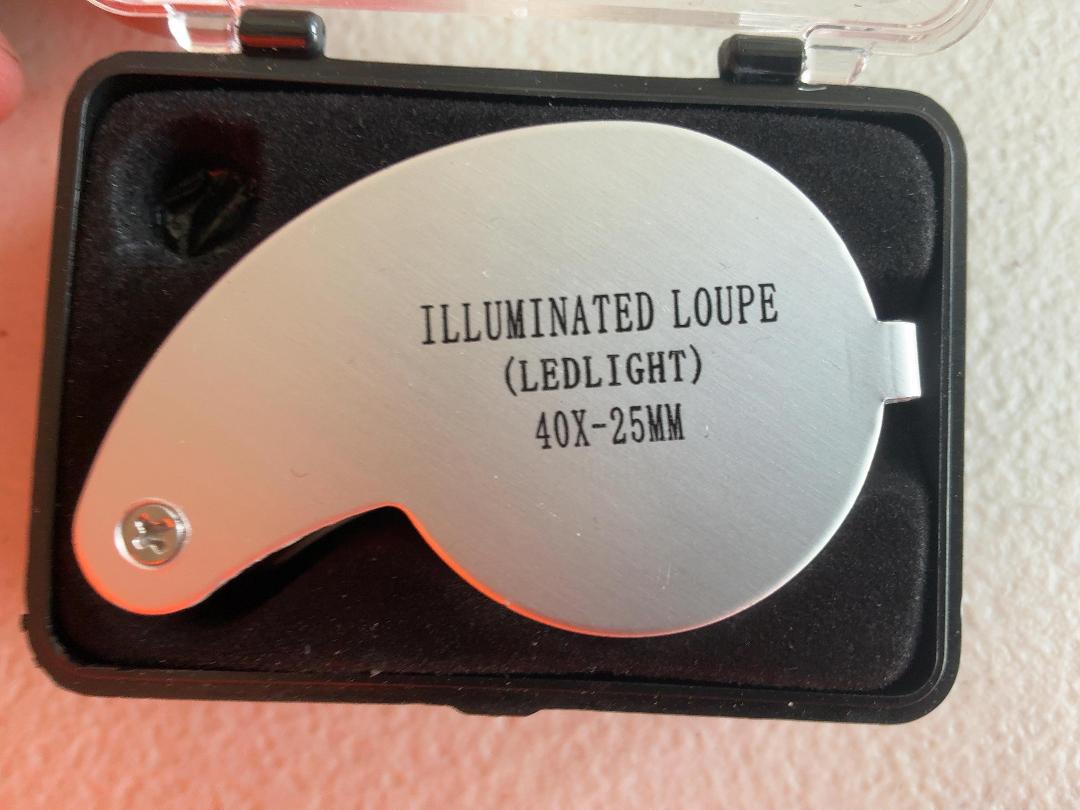 ILLUMINATED LOUPE
(LEDLIGHT)
40X-25MM